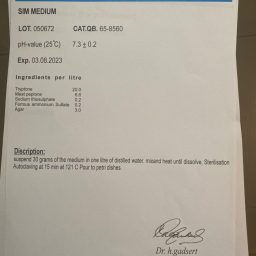 SIM MEDIUM
LOT. 050672 CAT.QB. 65-8560
pH-value (25°C) 7.3 ± 0.2
Exp. 03.08.2023
Ingredients per litre
Treptone 20.0
Meat peptone 6.6
Sodium thiosulphate 0.2
Ferrous ammonium Sulfate 0.2
Agar 3.0
Discription:
suspend 30 grams of the medium in one litre of distilled water. mixand heat until dissolve. Sterilisation
Autoclaving at 15 min at 121 C Pour to petri dishes
Dr. h.gadsert